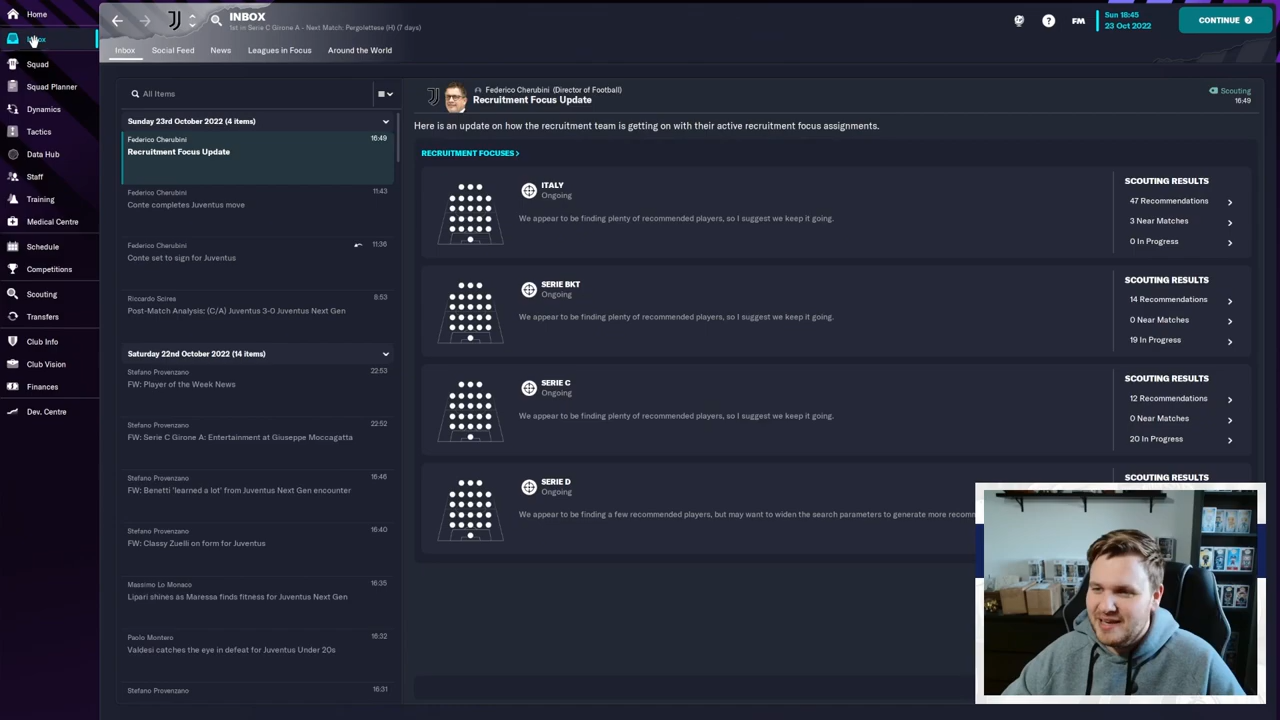 Home
Inbox
Squad
Squad Planner
Dynamics
Tactics
Data Hub
Staff
Training
Medical Centre
Schedule
Competitions
Scouting
Transfers
Club Info
Club Vision
Finances
Dev. Centre
INBOX
1st in Serie C Girone A - Next Match: Pergolettese (H) (7 days)
FM
Sun 18:45
23 Oct 2022
CONTINUE
Inbox
Social Feed
News
Leagues in Focus
Around the World
All Items
Sunday 23rd October 2022 (4 items)
Federico Cherubini 16:49
Recruitment Focus Update
Federico Cherubini 11:43
Conte completes Juventus move
Federico Cherubini 11:36
Conte set to sign for Juventus
Riccardo Scirea 8:53
Post-Match Analysis: (C/A) Juventus 3-0 Juventus Next Gen
Saturday 22nd October 2022 (14 items)
Stefano Provenzano 22:53
FW: Player of the Week News
Stefano Provenzano 22:52
FW: Serie C Girone A: Entertainment at Giuseppe Moccagatta
Stefano Provenzano 16:46
FW: Benetti 'learned a lot' from Juventus Next Gen encounter
Stefano Provenzano 16:40
FW: Classy Zuelli on form for Juventus
Massimo Lo Monaco 16:35
Lipari shines as Maressa finds fitness for Juventus Next Gen
Paolo Montero 16:32
Valdesi catches the eye in defeat for Juventus Under 20s
Stefano Provenzano 16:31
Federico Cherubini (Director of Football)
Recruitment Focus Update
Scouting
16:49
Here is an update on how the recruitment team is getting on with their active recruitment focus assignments.
RECRUITMENT FOCUSES >
ITALY
Ongoing
We appear to be finding plenty of recommended players, so I suggest we keep it going.
SCOUTING RESULTS
47 Recommendations
3 Near Matches
0 In Progress
SERIE BKT
Ongoing
We appear to be finding plenty of recommended players, so I suggest we keep it going.
SCOUTING RESULTS
14 Recommendations
0 Near Matches
19 In Progress
SERIE C
Ongoing
We appear to be finding plenty of recommended players, so I suggest we keep it going.
SCOUTING RESULTS
12 Recommendations
0 Near Matches
20 In Progress
SERIE D
Ongoing
We appear to be finding a few recommended players, but may want to widen the search parameters to generate more recomm
SCOUTING RESULTS